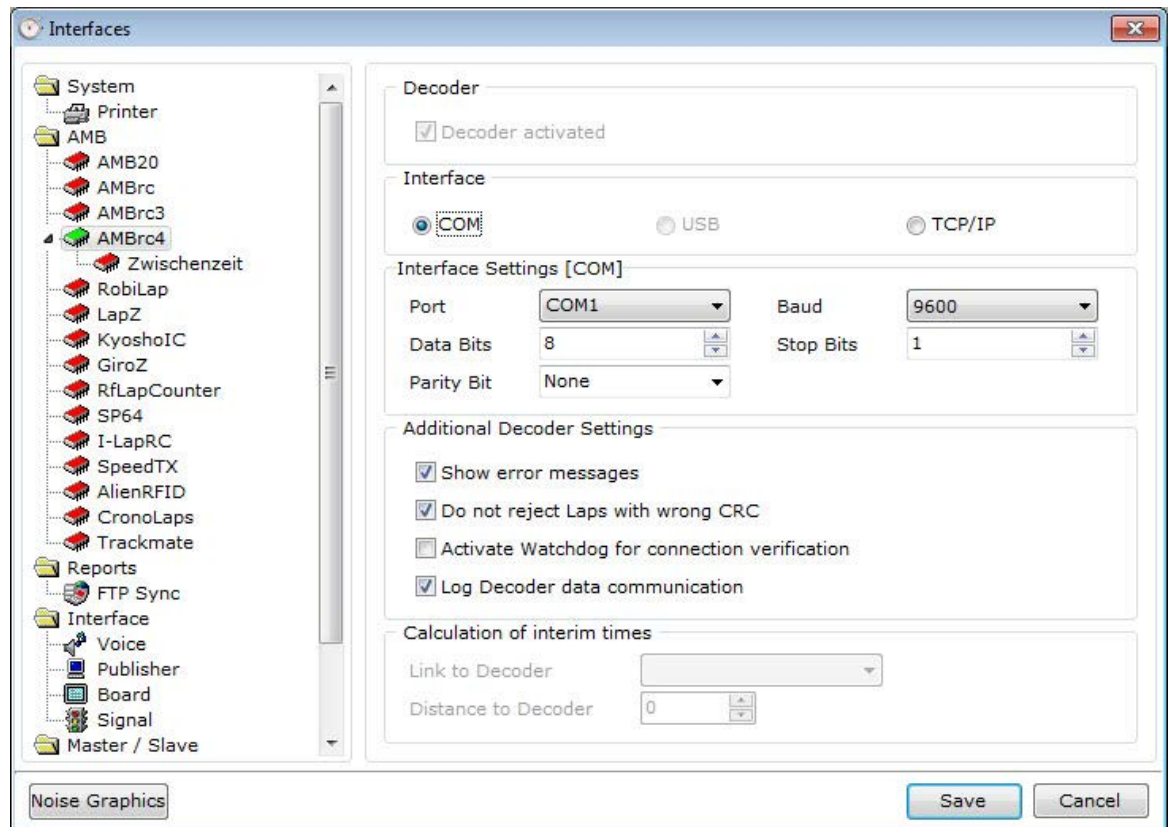 Interfaces
System
Printer
AMB
AMB20
AMBrc
AMBrc3
AMBrc4
Zwischenzeit
RobiLap
LapZ
KyoshoIC
GiroZ
RfLapCounter
SP64
I-LapRC
SpeedTX
AlienRFID
CronoLaps
Trackmate
Reports
FTP Sync
Interface
Voice
Publisher
Board
Signal
Master / Slave
Decoder
Decoder activated
Interface
COM USB TCP/IP
Interface Settings [COM]
Port COM1 Baud 9600
Data Bits 8 Stop Bits 1
Parity Bit None
Additional Decoder Settings
Show error messages
Do not reject Laps with wrong CRC
Activate Watchdog for connection verification
Log Decoder data communication
Calculation of interim times
Link to Decoder
Distance to Decoder 0
Noise Graphics Save Cancel